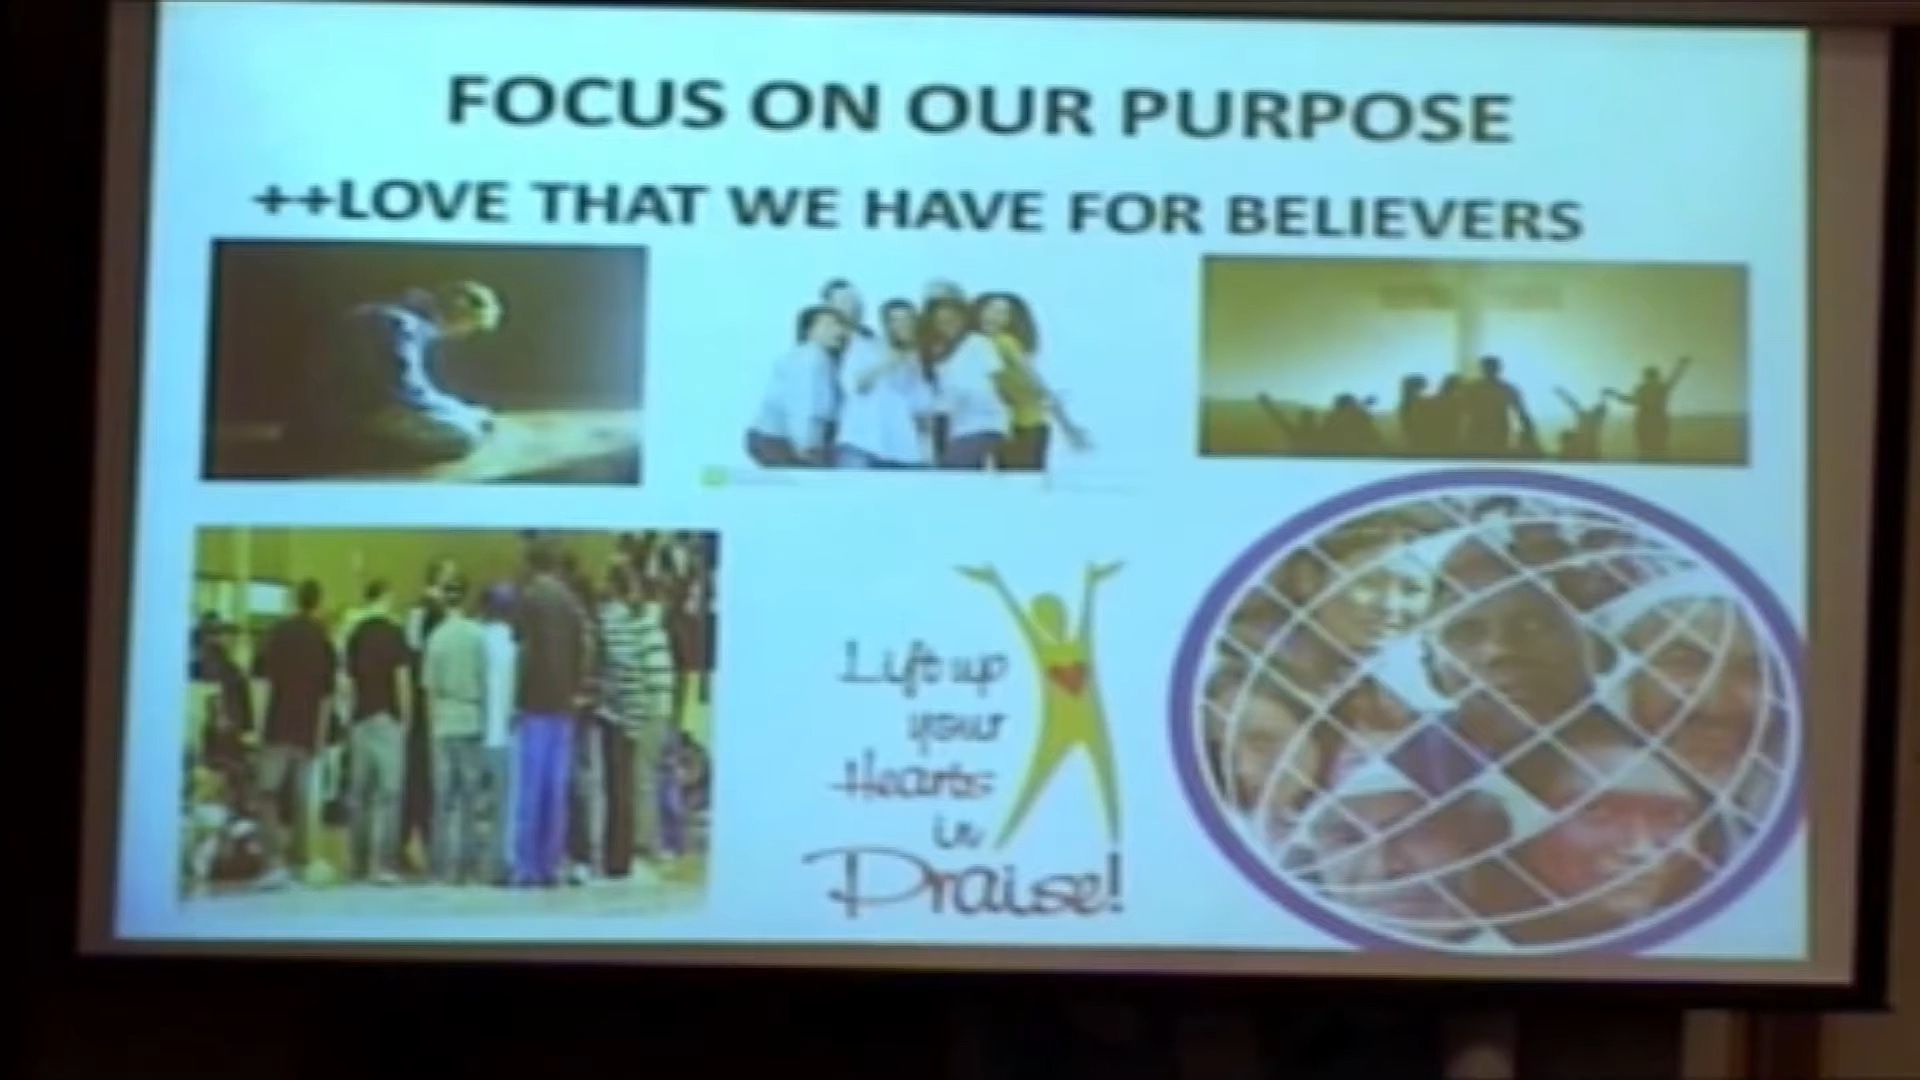 FOCUS ON OUR PURPOSE
++LOVE THAT WE HAVE FOR BELIEVERS
Lift up
your
Hearts
in
Praise!